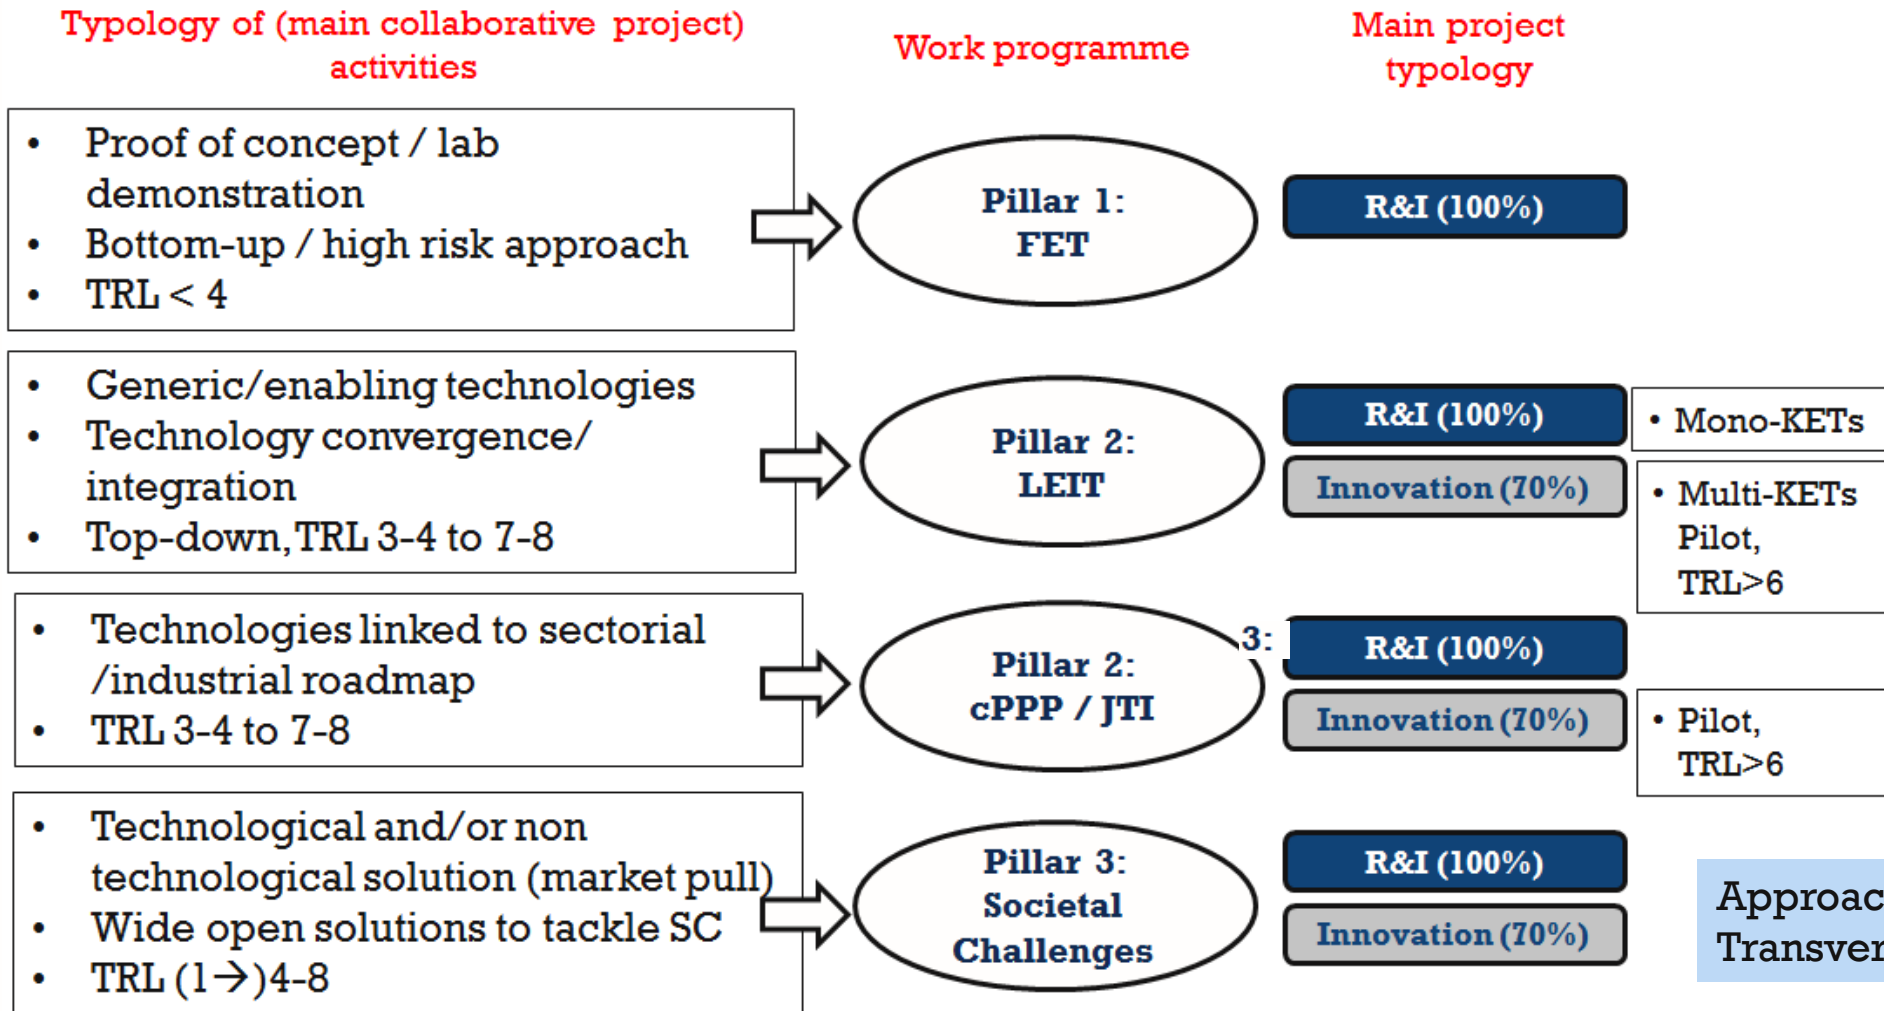 Typology of (main collaborative project)
activities
Work programme
Main project
typology
• Proof of concept / lab
demonstration
• Bottom-up / high risk approach
• TRL < 4
Pillar 1:
FET
R&I (100%)
• Generic/enabling technologies
• Technology convergence/
integration
• Top-down, TRL 3-4 to 7-8
Pillar 2:
LEIT
R&I (100%)
Innovation (70%)
• Mono-KETs
• Multi-KETs
Pilot,
TRL>6
• Technologies linked to sectorial
/industrial roadmap
• TRL 3-4 to 7-8
Pillar 2:
cPPP / JTI
3:
R&I (100%)
Innovation (70%)
• Pilot,
TRL>6
• Technological and/or non
technological solution (market pull)
• Wide open solutions to tackle SC
• TRL (1→)4-8
Pillar 3:
Societal
Challenges
R&I (100%)
Innovation (70%)
Approac
Transver